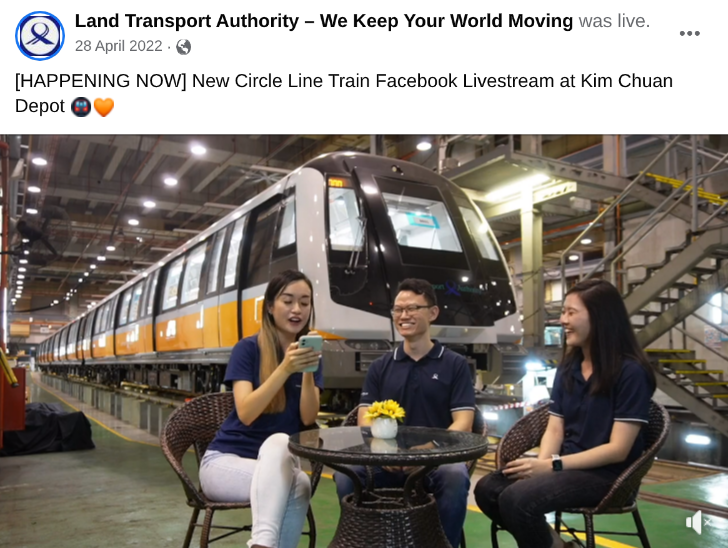 Land Transport Authority – We Keep Your World Moving was live.
28 April 2022 ·
[HAPPENING NOW] New Circle Line Train Facebook Livestream at Kim Chuan
Depot